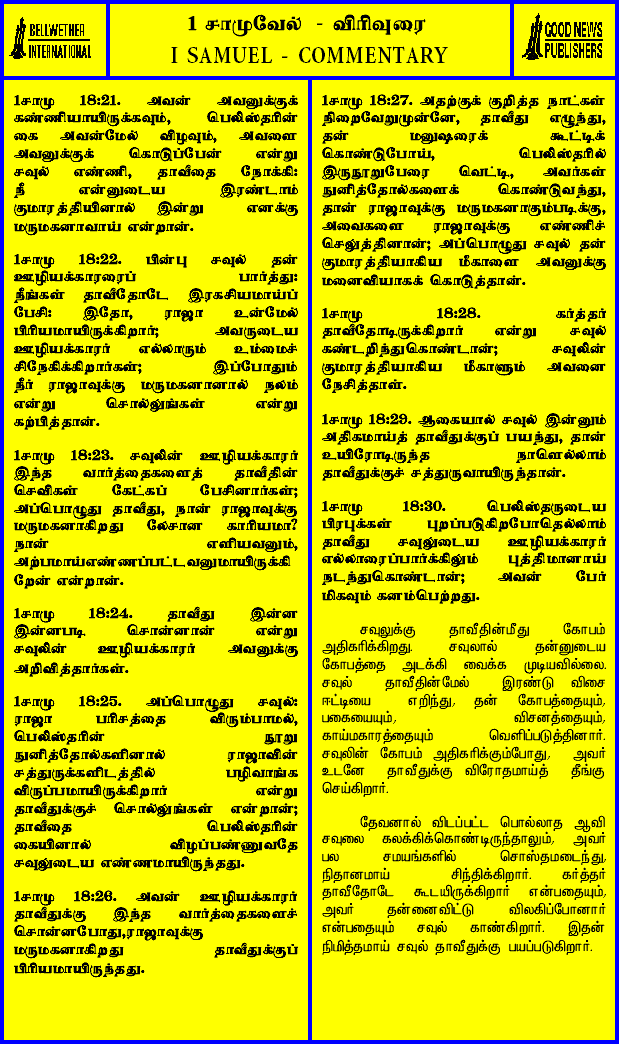 BELLWETHER
INTERNATIONAL
1 சாமுவேல் - விரிவுரை
I SAMUEL - COMMENTARY
GOOD NEWS
PUBLISHERS
1சாமு 18:21. அவன் அவனுக்குக்
கண்ணியாயிருக்கவும், பெலிஸ்தரின்
கை அவன்மேல் விழவும், அவளை
அவனுக்குக் கொடுப்பேன் என்று
சவுல் எண்ணி, தாவீதை நோக்கி:
நீ என்னுடைய இரண்டாம்
குமாரத்தியினால் இன்று எனக்கு
மருமகனாவாய் என்றான்.
1சாமு 18:22. பின்பு சவுல் தன்
ஊழியக்காரரைப் பார்த்து:
நீங்கள் தாவீதோடே இரகசியமாய்ப்
பேசி: இதோ, ராஜா உன்மேல்
பிரியமாயிருக்கிறார்; அவருடைய
ஊழியக்காரர் எல்லாரும் உம்மைச்
சிநேகிக்கிறார்கள்; இப்போதும்
நீர் ராஜாவுக்கு மருமகனானால் நலம்
என்று சொல்லுங்கள் என்று
கற்பித்தான்.
1சாமு 18:23. சவுலின் ஊழியக்காரர்
இந்த வார்த்தைகளைத் தாவீதின்
செவிகள் கேட்கப் பேசினார்கள்;
அப்பொழுது தாவீது, நான் ராஜாவுக்கு
மருமகனாகிறது லேசான காரியமா?
நான் எளியவனும்,
அற்பமாய்எண்ணப்பட்டவனுமாயிருக்கி
றேன் என்றான்.
1சாமு 18:24. தாவீது இன்ன
இன்னபடி சொன்னான் என்று
சவுலின் ஊழியக்காரர் அவனுக்கு
அறிவித்தார்கள்.
1சாமு 18:25. அப்பொழுது சவுல்:
ராஜா பரிசத்தை விரும்பாமல்,
பெலிஸ்தரின் நூறு
நுனித்தோல்களினால் ராஜாவின்
சத்துருக்களிடத்தில் பழிவாங்க
விருப்பமாயிருக்கிறார் என்று
தாவீதுக்குச் சொல்லுங்கள் என்றான்;
தாவீதை பெலிஸ்தரின்
கையினால் விழப்பண்ணுவதே
சவுலுடைய எண்ணமாயிருந்தது.
1சாமு 18:26. அவன் ஊழியக்காரர்
தாவீதுக்கு இந்த வார்த்தைகளைச்
சொன்னபோது,ராஜாவுக்கு
மருமகனாகிறது தாவீதுக்குப்
பிரியமாயிருந்தது.
1சாமு 18:27. அதற்குக் குறித்த நாட்கள்
நிறைவேறுமுன்னே, தாவீது எழுந்து,
தன் மனுஷரைக் கூட்டிக்
கொண்டுபோய், பெலிஸ்தரில்
இருநூறுபேரை வெட்டி, அவர்கள்
நுனித்தோல்களைக் கொண்டுவந்து,
தான் ராஜாவுக்கு மருமகனாகும்படிக்கு,
அவைகளை ராஜாவுக்கு எண்ணிச்
செலுத்தினான்; அப்பொழுது சவுல் தன்
குமாரத்தியாகிய மீகாளை அவனுக்கு
மனைவியாகக் கொடுத்தான்.
1சாமு 18:28. கர்த்தர்
தாவீதோடிருக்கிறார் என்று சவுல்
கண்டறிந்துகொண்டான்; சவுலின்
குமாரத்தியாகிய மீகாளும் அவனை
நேசித்தாள்.
1சாமு 18:29. ஆகையால் சவுல் இன்னும்
அதிகமாய்த் தாவீதுக்குப் பயந்து, தான்
உயிரோடிருந்த நாளெல்லாம்
தாவீதுக்குச் சத்துருவாயிருந்தான்.
1சாமு 18:30. பெலிஸ்தருடைய
பிரபுக்கள் புறப்படுகிறபோதெல்லாம்
தாவீது சவுலுடைய ஊழியக்காரர்
எல்லாரைப்பார்க்கிலும் புத்திமானாய்
நடந்துகொண்டான்; அவன் பேர்
மிகவும் கனம்பெற்றது.
சவுலுக்கு தாவீதின்மீது கோபம்
அதிகரிக்கிறது. சவுலால் தன்னுடைய
கோபத்தை அடக்கி வைக்க முடியவில்லை.
சவுல் தாவீதின்மேல் இரண்டு விசை
ஈட்டியை எறிந்து, தன் கோபத்தையும்,
பகையையும், விசனத்தையும்,
காய்மகாரத்தையும் வெளிப்படுத்தினார்.
சவுலின் கோபம் அதிகரிக்கும்போது, அவர்
உடனே தாவீதுக்கு விரோதமாய்த் தீங்கு
செய்கிறார்.
தேவனால் விடப்பட்ட பொல்லாத ஆவி
சவுலை கலக்கிக்கொண்டிருந்தாலும், அவர்
பல சமயங்களில் சொஸ்தமடைந்து,
நிதானமாய் சிந்திக்கிறார். கர்த்தர்
தாவீதோடே கூடயிருக்கிறார் என்பதையும்,
அவர் தன்னைவிட்டு விலகிப்போனார்
என்பதையும் சவுல் காண்கிறார். இதன்
நிமித்தமாய் சவுல் தாவீதுக்கு பயப்படுகிறார்.